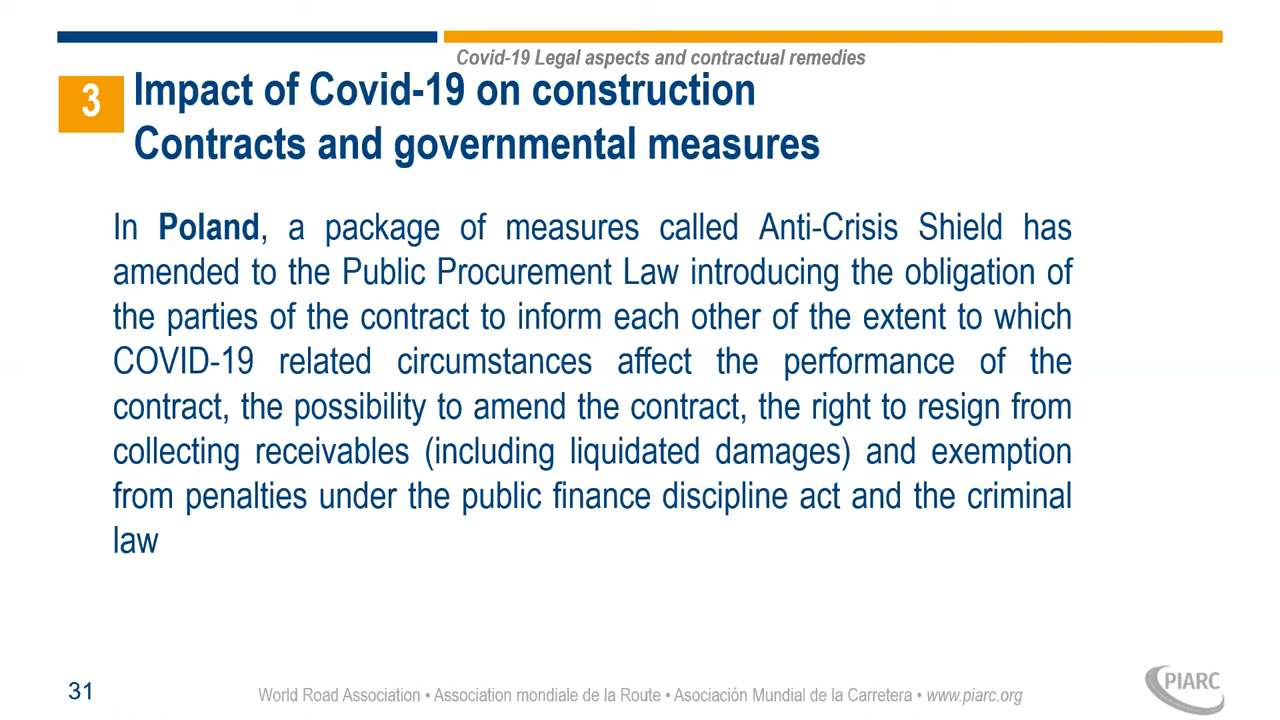 Covid-19 Legal aspects and contractual remedies
3
Impact of Covid-19 on construction
Contracts and governmental measures
In Poland, a package of measures called Anti-Crisis Shield has
amended to the Public Procurement Law introducing the obligation of
the parties of the contract to inform each other of the extent to which
COVID-19 related circumstances affect the performance of the
contract, the possibility to amend the contract, the right to resign from
collecting receivables (including liquidated damages) and exemption
from penalties under the public finance discipline act and the criminal
law
31
World Road Association • Association mondiale de la Route • Asociación Mundial de la Carretera • www.piarc.org
PIARC